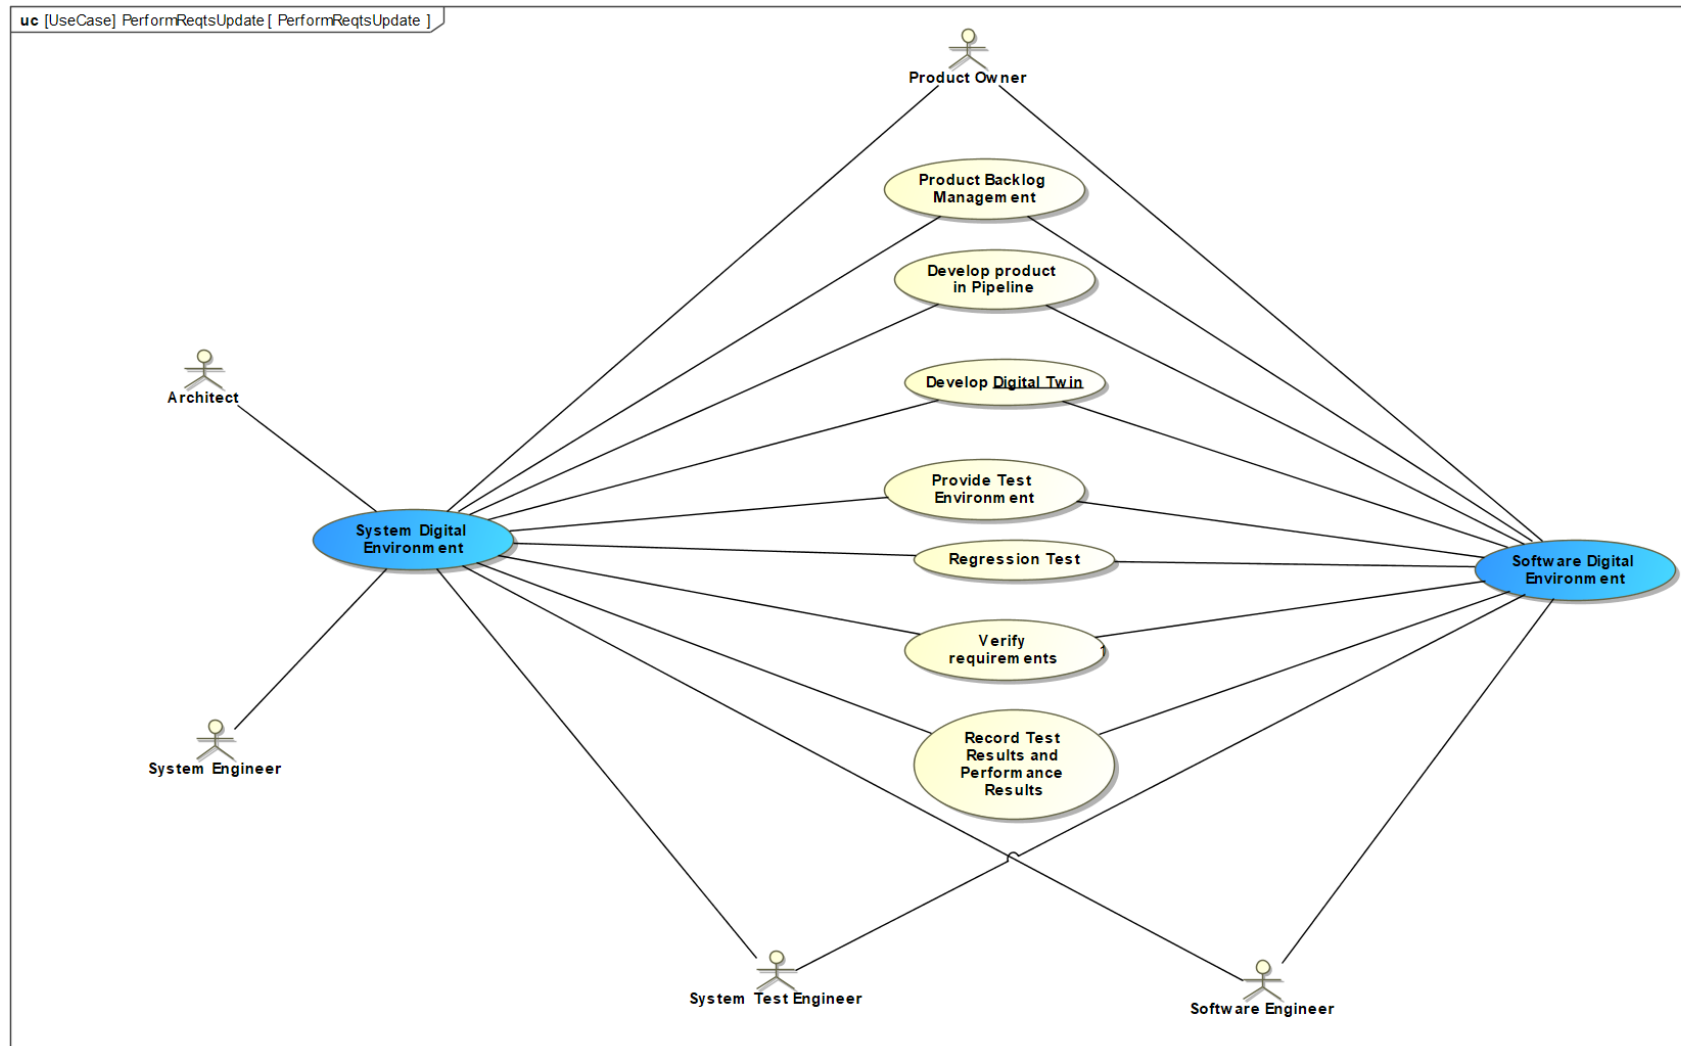 uc [UseCase] PerformReqtsUpdate [ PerformReqtsUpdate ]
Product Owner
Product Backlog
Management
Develop product
in Pipeline
Develop Digital Twin
Architect
Provide Test
Environment
System Digital
Environment
Regression Test
Software Digital
Environment
Verify
requirements
1
System Engineer
Record Test
Results and
Performance
Results
System Test Engineer
Software Engineer